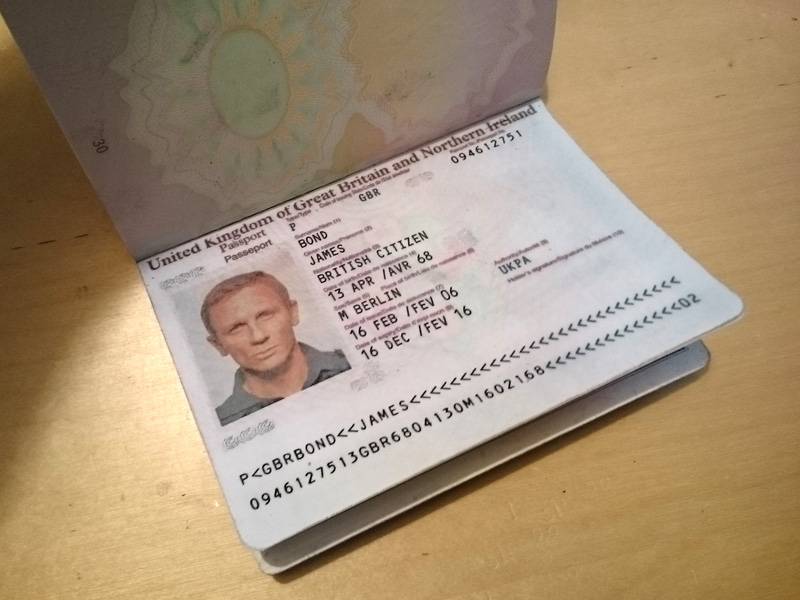 30
United Kingdom of Great Britain and Northern Ireland
Passport
Passeport
P
GBR
094612751
BOND
JAMES
BRITISH CITIZEN
13 APR /AVR 68
M BERLIN
16 FEB /FEV 06
UKPA
16 DEC /FEV 16
P<GBRBOND<<JAMES<<<<<<<<<<<<<<<<<<<<<<<<<<<<
0946127513GBR6804130M1602168<<<<<<<<<<<<<<02